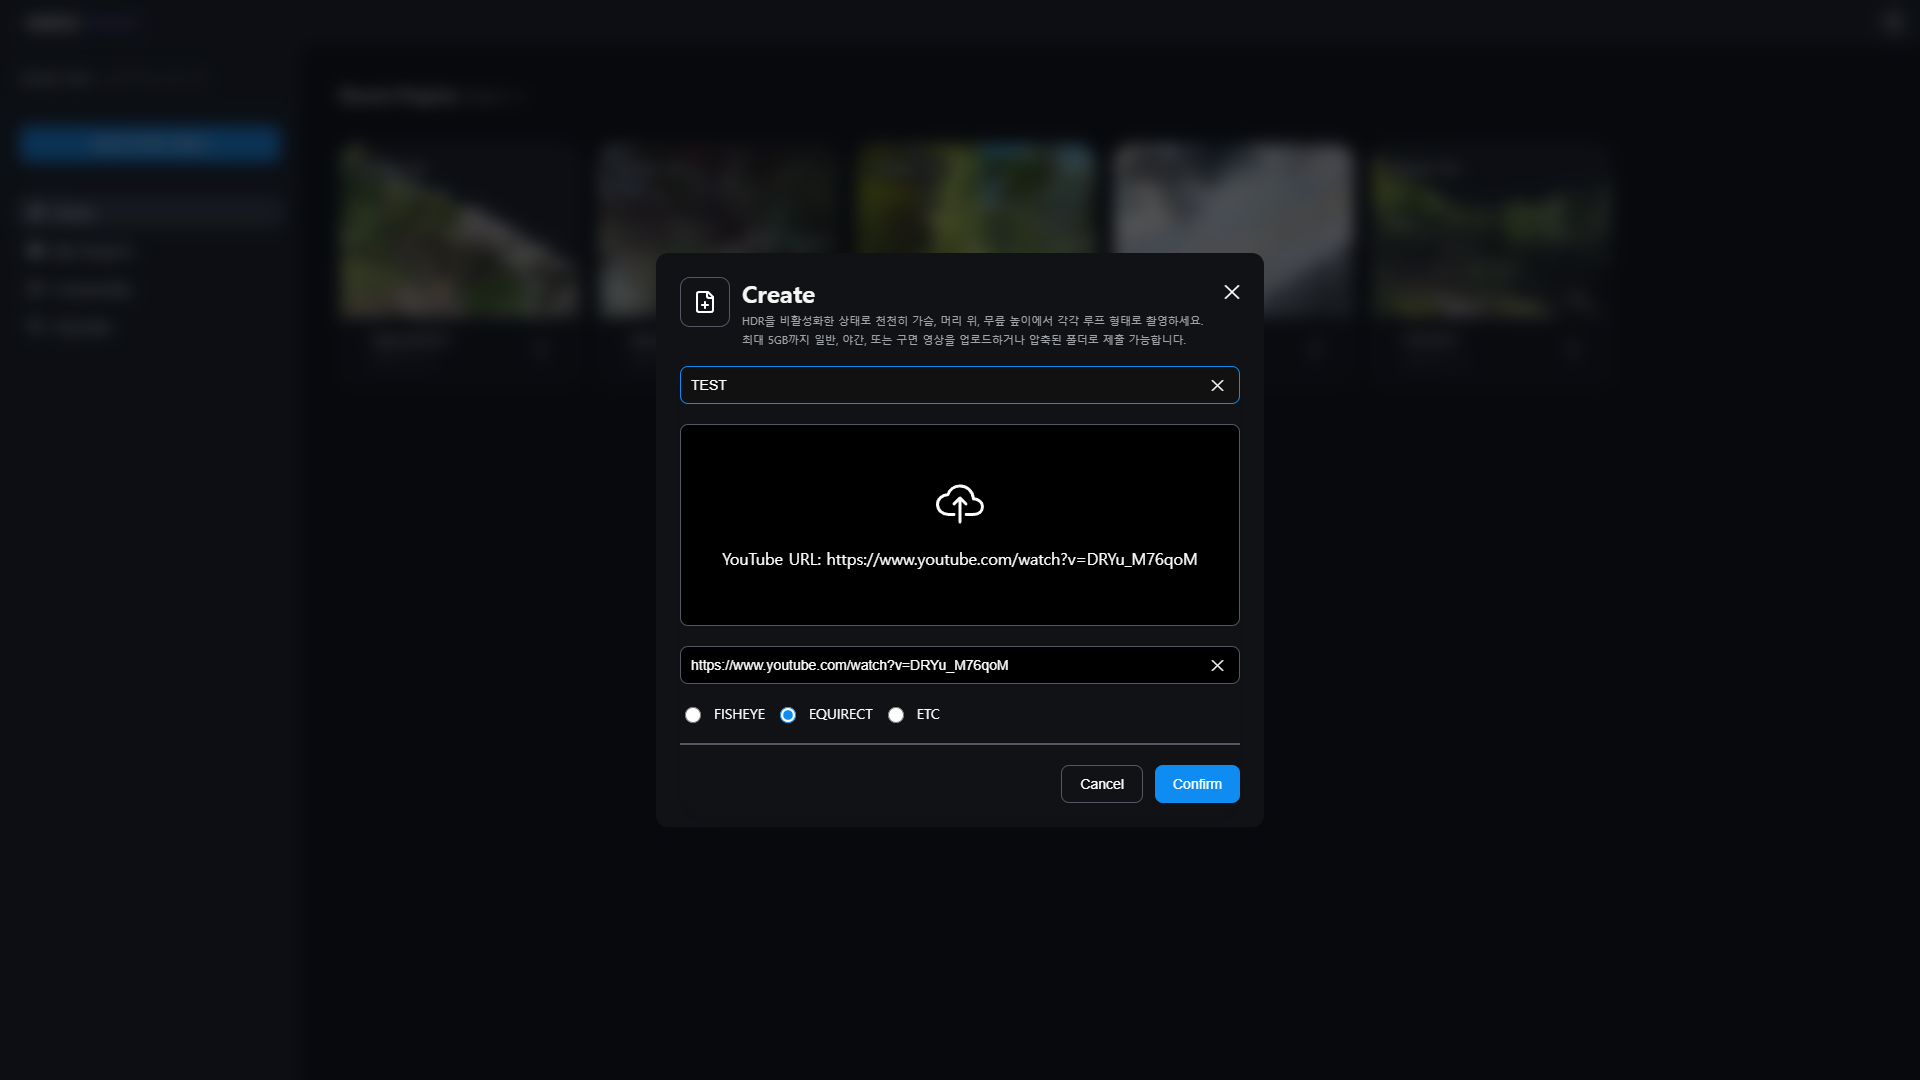 Create
HDR을 비활성화한 상태로 천천히 가슴, 머리 위, 무릎 높이에서 각각 루프 형태로 촬영하세요.
최대 5GB까지 일반, 야간, 또는 구면 영상을 업로드하거나 압축된 폴더로 제출 가능합니다.
TEST
YouTube URL: https://www.youtube.com/watch?v=DRYu_M76qoM
https://www.youtube.com/watch?v=DRYu_M76qoM
FISHEYE EQUIRECT ETC
Cancel Confirm